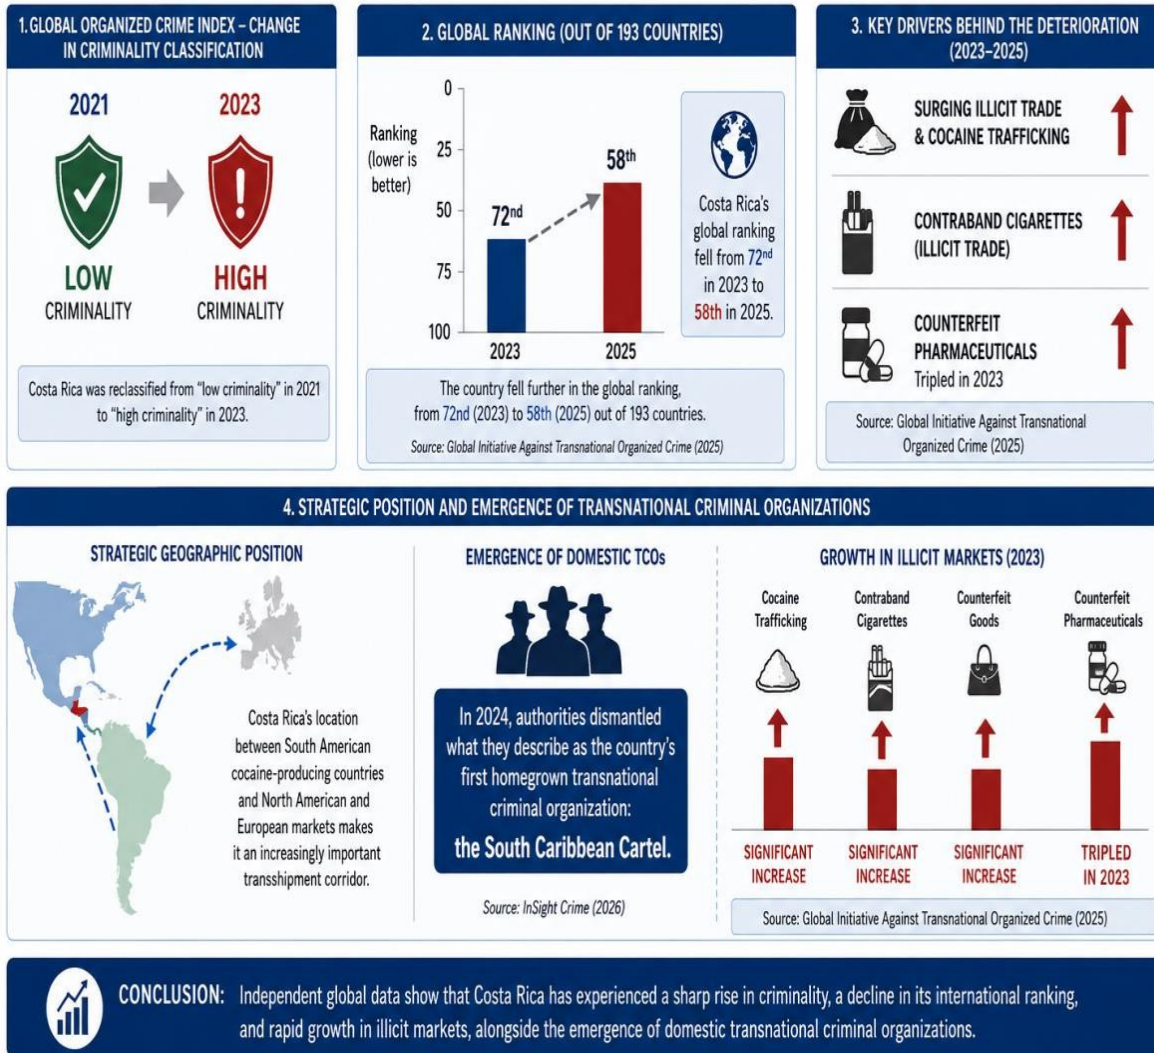 1. GLOBAL ORGANIZED CRIME INDEX – CHANGE
IN CRIMINALITY CLASSIFICATION
2021
2023
LOW
CRIMINALITY
HIGH
CRIMINALITY
Costa Rica was reclassified from “low criminality” in 2021
to “high criminality” in 2023.
2. GLOBAL RANKING (OUT OF 193 COUNTRIES)
Ranking
(lower is
better)
0
25
50
75
100
72nd
58th
2023
2025
Costa Rica's
global ranking
fell from 72nd
in 2023 to
58th in 2025.
The country fell further in the global ranking,
from 72nd (2023) to 58th (2025) out of 193 countries.
Source: Global Initiative Against Transnational Organized Crime (2025)
3. KEY DRIVERS BEHIND THE DETERIORATION
(2023–2025)
SURGING ILLICIT TRADE
& COCAINE TRAFFICKING
CONTRABAND CIGARETTES
(ILLICIT TRADE)
COUNTERFEIT
PHARMACEUTICALS
Tripled in 2023
Source: Global Initiative Against Transnational
Organized Crime (2025)
4. STRATEGIC POSITION AND EMERGENCE OF TRANSNATIONAL CRIMINAL ORGANIZATIONS
STRATEGIC GEOGRAPHIC POSITION
Costa Rica's location
between South American
cocaine-producing countries
and North American and
European markets makes
it an increasingly important
transshipment corridor.
EMERGENCE OF DOMESTIC TCOs
In 2024, authorities dismantled
what they describe as the country's
first homegrown transnational
criminal organization:
the South Caribbean Cartel.
Source: InSight Crime (2026)
GROWTH IN ILLICIT MARKETS (2023)
Cocaine
Trafficking
Contraband
Cigarettes
Counterfeit
Goods
Counterfeit
Pharmaceuticals
SIGNIFICANT
INCREASE
SIGNIFICANT
INCREASE
SIGNIFICANT
INCREASE
TRIPLED
IN 2023
Source: Global Initiative Against Transnational Organized Crime (2025)
CONCLUSION: Independent global data show that Costa Rica has experienced a sharp rise in criminality, a decline in its international ranking,
and rapid growth in illicit markets, alongside the emergence of domestic transnational criminal organizations.